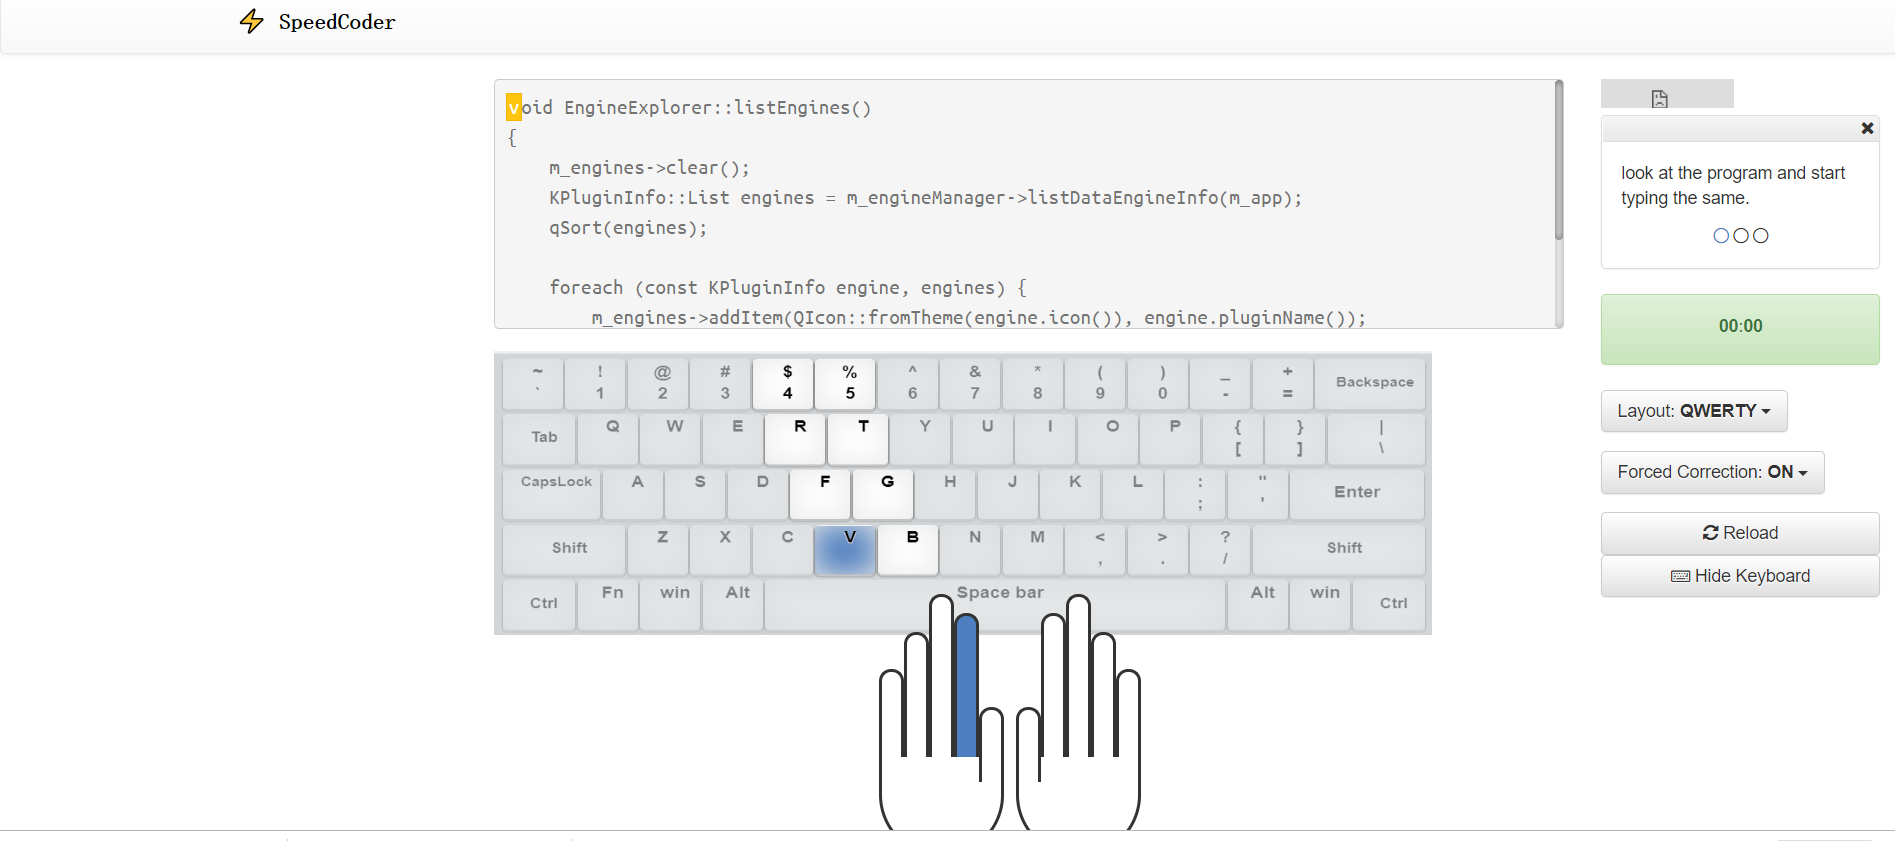 SpeedCoder
void EngineExplorer::listEngines()
{
    m_engines->clear();
    KPluginInfo::List engines = m_engineManager->listDataEngineInfo(m_app);
    qSort(engines);
    foreach (const KPluginInfo engine, engines) {
        m_engines->addItem(QIcon::fromTheme(engine.icon()), engine.pluginName());
look at the program and start
typing the same.
00:00
Layout: QWERTY
Forced Correction: ON
Reload
Hide Keyboard
~ ! @ # $ % ^ & * ( ) _ +
` 1 2 3 4 5 6 7 8 9 0 - = Backspace
Tab Q W E R T Y U I O P { } |
[ ] \
CapsLock A S D F G H J K L : " Enter
; '
Shift Z X C V B N M < > ? Shift
, . /
Ctrl Fn win Alt Space bar Alt win Ctrl